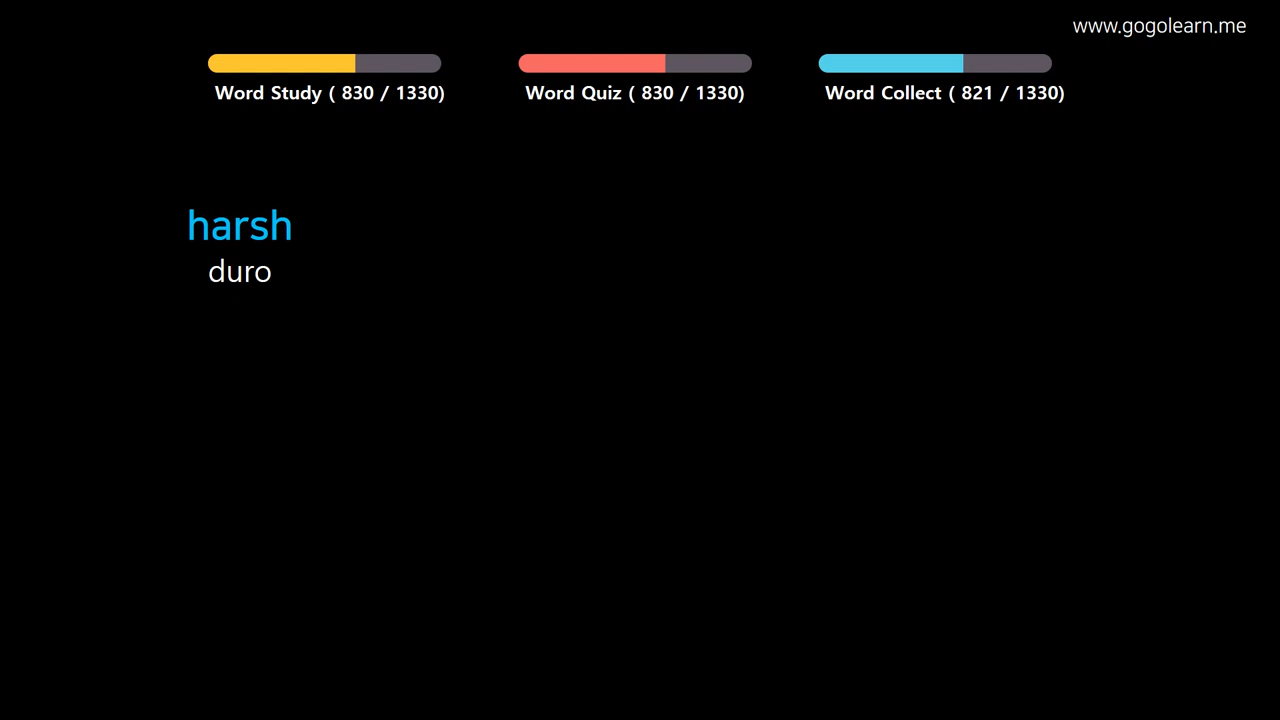 www.gogolearn.me
Word Study ( 830 / 1330)
Word Quiz ( 830 / 1330)
Word Collect ( 821 / 1330)
harsh
duro